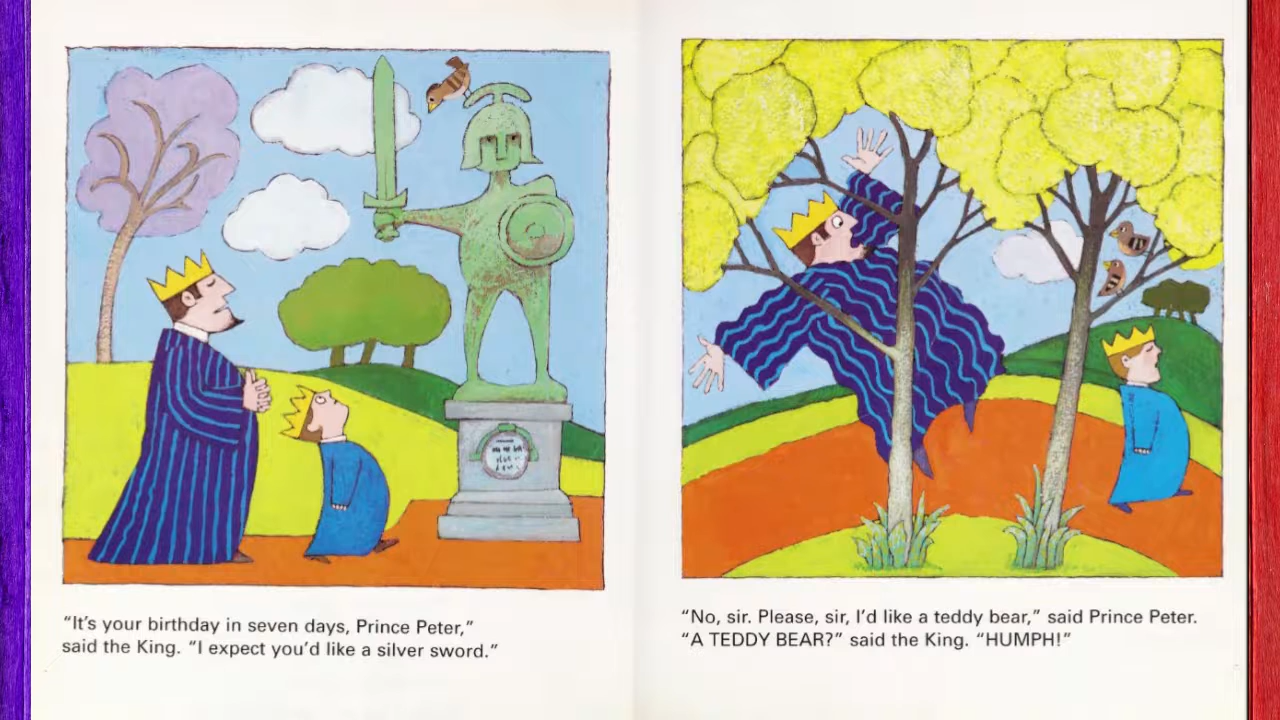 “It’s your birthday in seven days, Prince Peter,”
said the King. “I expect you’d like a silver sword.”
“No, sir. Please, sir, I’d like a teddy bear,” said Prince Peter.
“A TEDDY BEAR?” said the King. “HUMPH!”